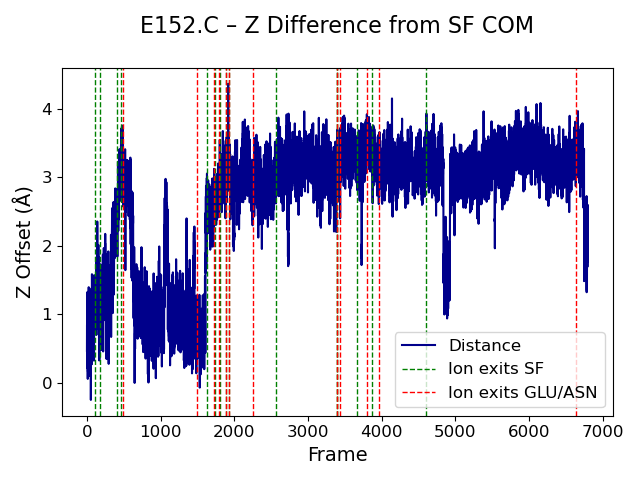 E152.C – Z Difference from SF COM
Z Offset (Å)
4
3
2
1
0
Distance
Ion exits SF
Ion exits GLU/ASN
0
1000
2000
3000
4000
5000
6000
7000
Frame